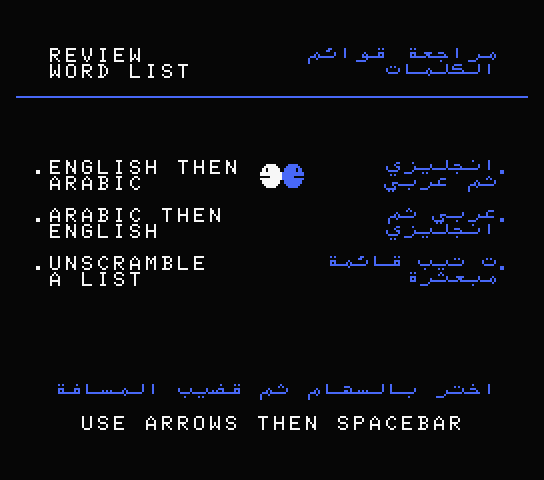 REVIEW
WORD LIST
مراجعة قوائم
الكلمات
.ENGLISH THEN
ARABIC
.انجليزي
ثم عربي
.ARABIC THEN
ENGLISH
.عربي ثم
انجليزي
.UNSCRAMBLE
A LIST
.ت تيب قائمة
مبعثرة
اختر بالسهام ثم قضيب المسافة
USE ARROWS THEN SPACEBAR